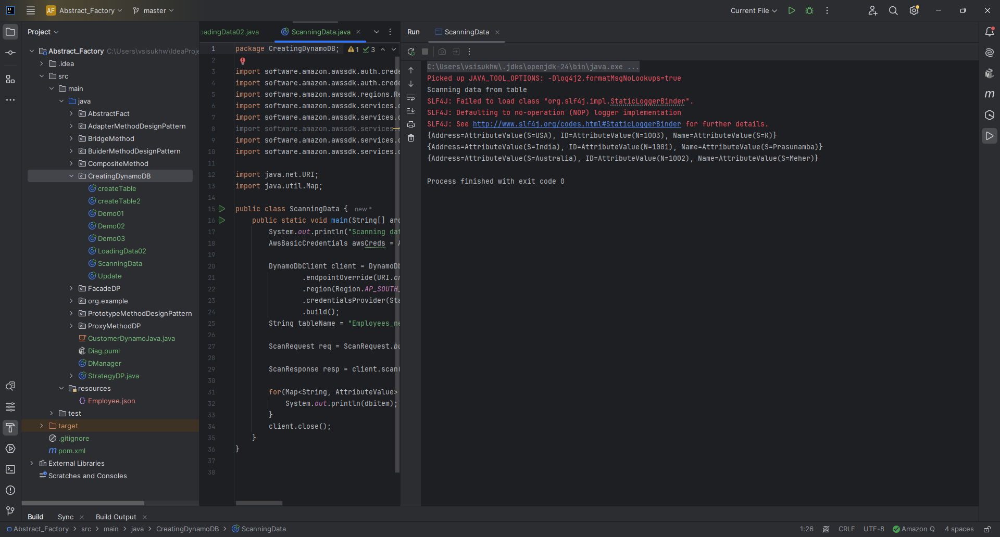 AF Abstract_Factory master Current File
Project
oadingData02.java ScanningData.java
Run ScanningData
Abstract_Factory C:\Users\vsisukhw\IdeaProje
.idea
src
main
java
AbstractFact
AdapterMethodDesignPattern
BridgeMethod
BuiderMethodDesignPattern
CompositeMethod
CreatingDynamoDB
createTable
createTable2
Demo01
Demo02
Demo03
LoadingData02
ScanningData
Update
FacadeDP
org.example
PrototypeMethodDesignPattern
ProxyMethodDP
CustomerDynamoJava.java
Diag.puml
DManager
StrategyDP.java
resources
Employee.json
test
target
.gitignore
pom.xml
External Libraries
Scratches and Consoles
1 package CreatingDynamoDB; 1 3
2
3 import software.amazon.awssdk.auth.crede
4 import software.amazon.awssdk.auth.crede
5 import software.amazon.awssdk.regions.Re
6 import software.amazon.awssdk.services.d
7 import software.amazon.awssdk.services.d
8 import software.amazon.awssdk.services.
9 import software.amazon.awssdk.services.d
10 import software.amazon.awssdk.services.d
11
12 import java.net.URI;
13 import java.util.Map;
14
15 public class ScanningData { new *
16 public static void main(String[] arg
17 System.out.println("Scanning dat
18 AwsBasicCredentials awsCreds = A
19
20 DynamoDbClient client = DynamoDb
21 .endpointOverride(URI.cr
22 .region(Region.AP_SOUTH_
23 .credentialsProvider(Sta
24 .build();
25 String tableName = "Employees_ne
26
27 ScanRequest req = ScanRequest.bu
28
29 ScanResponse resp = client.scan(
30
31 for(Map<String, AttributeValue>
32 System.out.println(dbitem);
33 }
34 client.close();
35 }
36 }
37
38
C:\Users\vsisukhw\.jdks\openjdk-24\bin\java.exe ...
Picked up JAVA_TOOL_OPTIONS: -Dlog4j2.formatMsgNoLookups=true
Scanning data from table
SLF4J: Failed to load class "org.slf4j.impl.StaticLoggerBinder".
SLF4J: Defaulting to no-operation (NOP) logger implementation
SLF4J: See http://www.slf4j.org/codes.html#StaticLoggerBinder for further details.
{Address=AttributeValue(S=USA), ID=AttributeValue(N=1003), Name=AttributeValue(S=K)}
{Address=AttributeValue(S=India), ID=AttributeValue(N=1001), Name=AttributeValue(S=Prasunamba)}
{Address=AttributeValue(S=Australia), ID=AttributeValue(N=1002), Name=AttributeValue(S=Meher)}
Process finished with exit code 0
Build Sync Build Output
Abstract_Factory > src > main > java > CreatingDynamoDB > ScanningData
1:26 CRLF UTF-8 Amazon Q 4 spaces